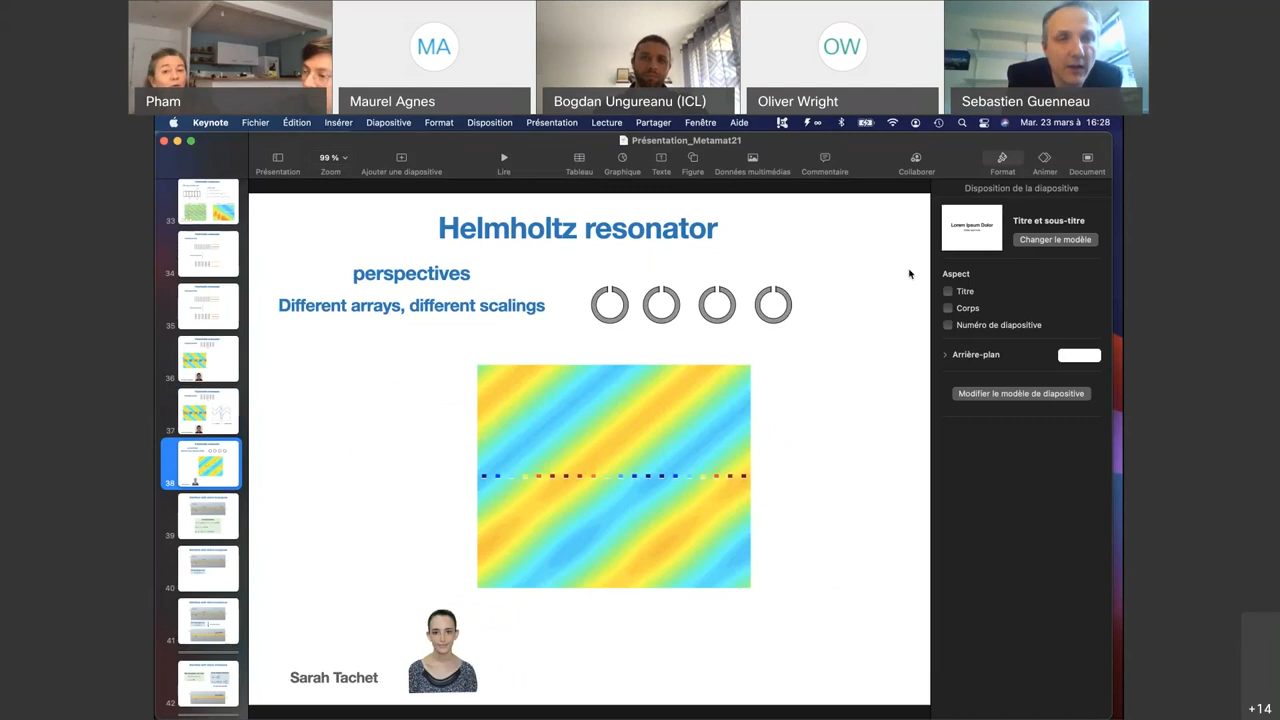 MA
OW
Pham
Maurel Agnes
Bogdan Ungureanu (ICL)
Oliver Wright
Sebastien Guenneau
Keynote Fichier Édition Insérer Diapositive Format Disposition Présentation Lecture Partager Fenêtre Aide Mar. 23 mars à 16:28
Présentation_Metamat21
99 %
Présentation Zoom Ajouter une diapositive Lire Tableau Graphique Texte Figure Données multimédias Commentaire Collaborer Format Animer Document
Disposition de la diapositive
Titre et sous-titre
Changer le modèle
Aspect
Titre
Corps
Numéro de diapositive
Arrière-plan
Modifier le modèle de diapositive
33
34
35
36
37
38
39
40
41
42
Helmholtz resonator
perspectives
Different arrays, different scalings
Sarah Tachet
+14